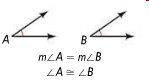 A B
m∠A = m∠B
∠A ≅ ∠B